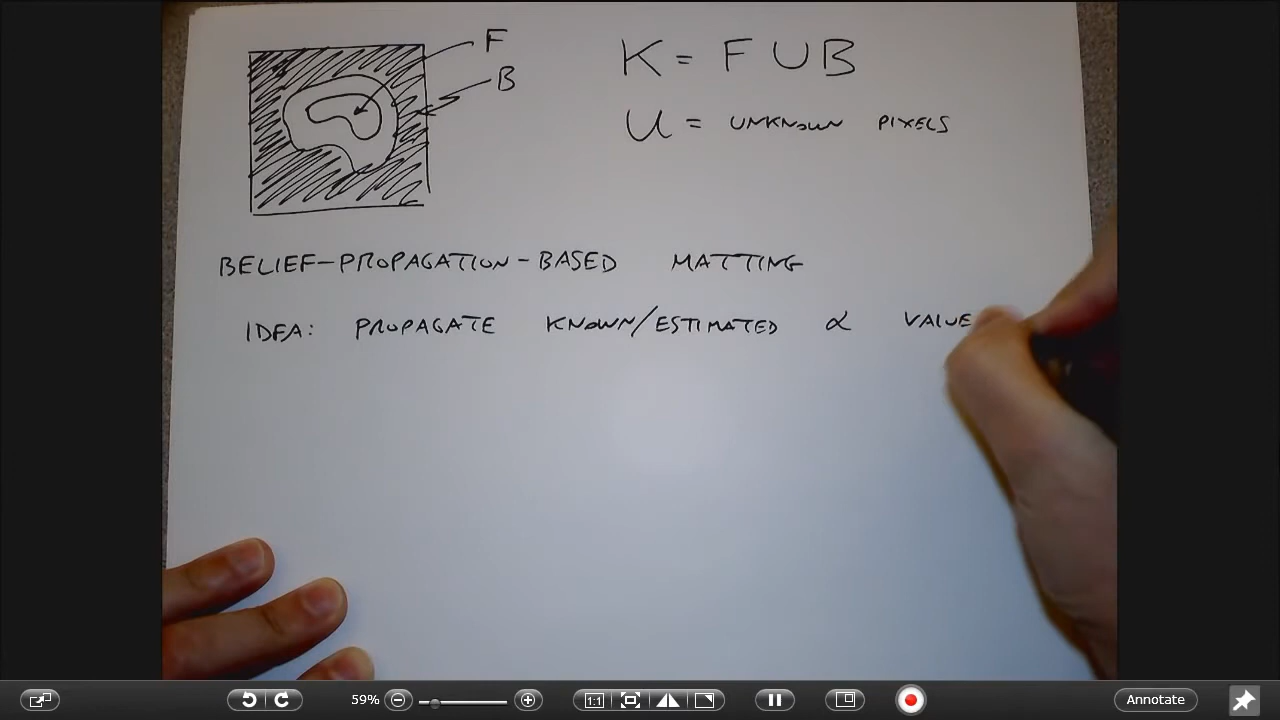 F
B
K = F ∪ B
U = UNKNOWN PIXELS
BELIEF-PROPAGATION-BASED MATTING
IDEA: PROPAGATE KNOWN/ESTIMATED α VALUE
59%
1:1
Annotate